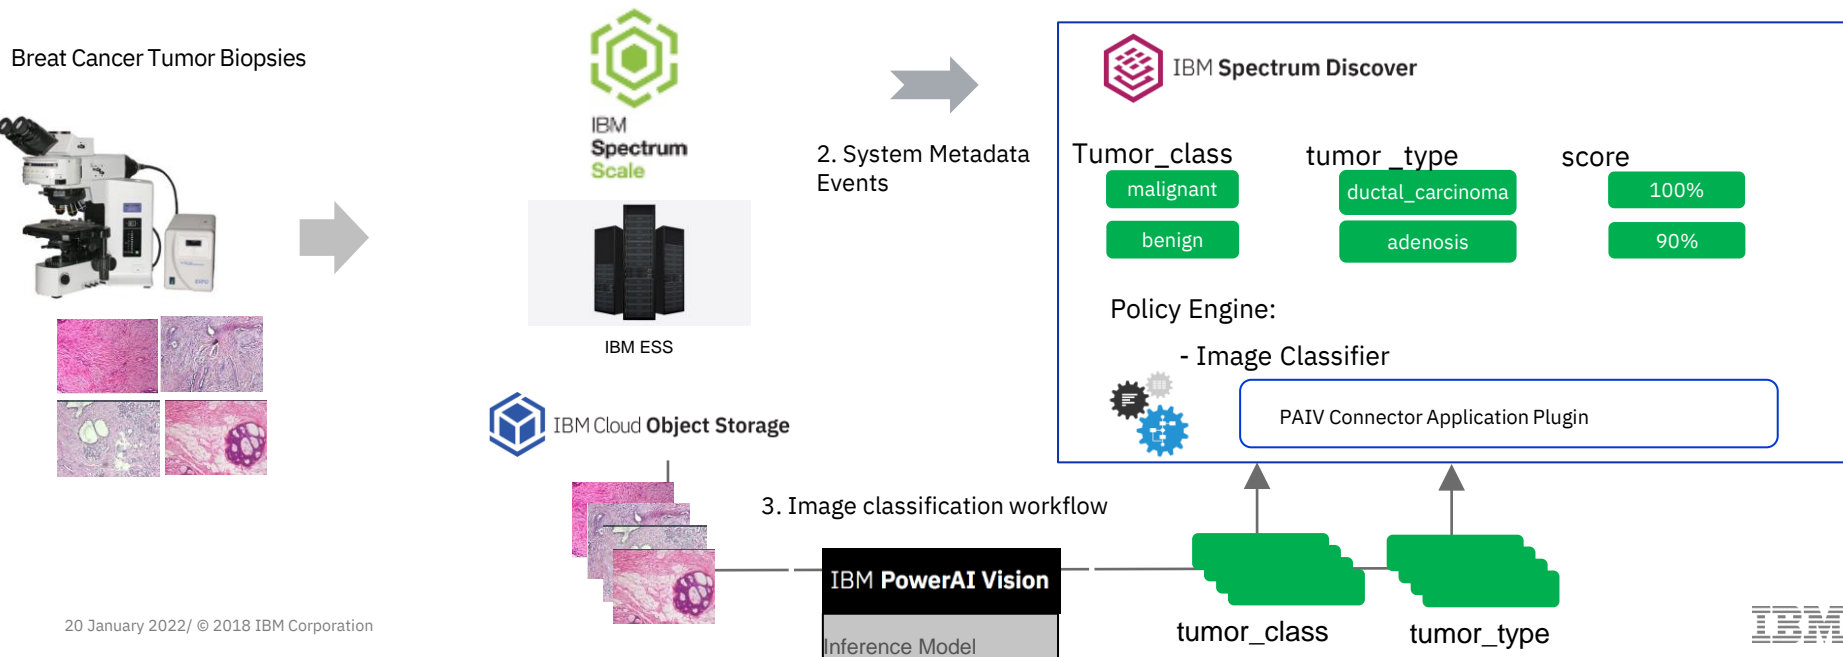 Breat Cancer Tumor Biopsies
IBM
Spectrum
Scale
IBM ESS
IBM Cloud Object Storage
2. System Metadata
Events
IBM Spectrum Discover
Tumor_class tumor _type score
malignant ductal_carcinoma 100%
benign adenosis 90%
Policy Engine:
- Image Classifier
PAIV Connector Application Plugin
3. Image classification workflow
IBM PowerAI Vision
Inference Model
tumor_class tumor_type
20 January 2022/ © 2018 IBM Corporation
IBM